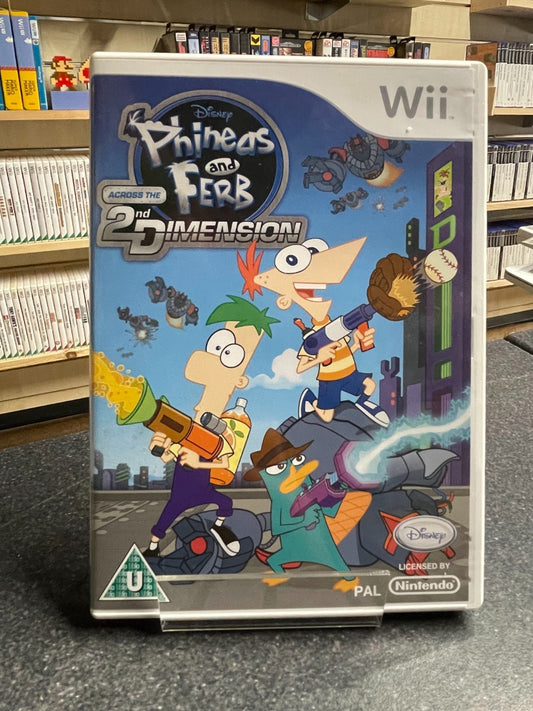 Wii
Disney
Phineas
and
Ferb
ACROSS THE
2nd DIMENSION
Disney
U
PAL
LICENSED BY
Nintendo